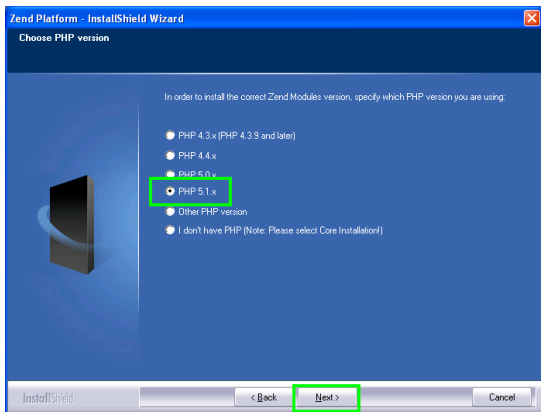 Zend Platform - InstallShield Wizard
Choose PHP version
In order to install the correct Zend Modules version, specify which PHP version you are using:
PHP 4.3.x (PHP 4.3.9 and later)
PHP 4.4.x
PHP 5.0.x
PHP 5.1.x
Other PHP version
I don't have PHP (Note: Please select Core Installation!)
InstallShield
< Back
Next >
Cancel